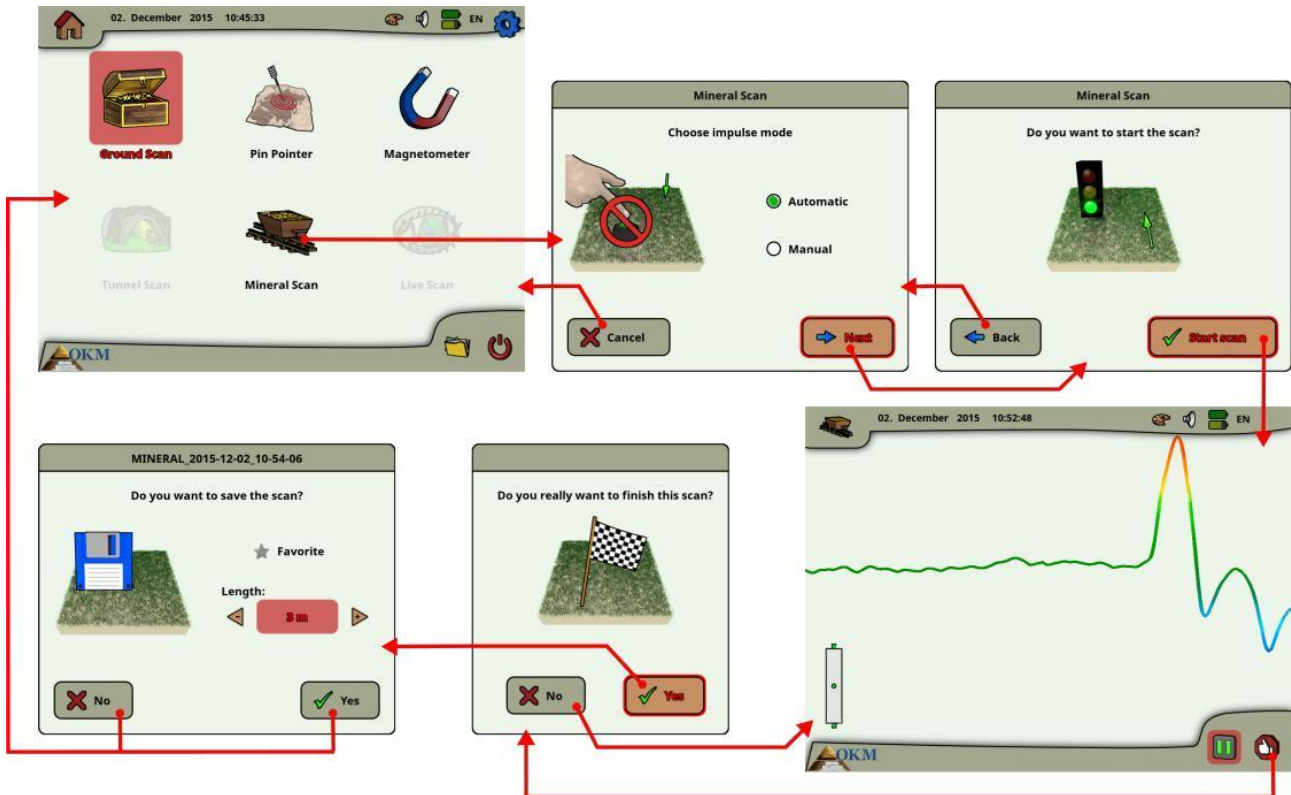 02. December 2015 10:45:33
EN
Ground Scan
Pin Pointer
Magnetometer
Tunnel Scan
Mineral Scan
Live Scan
OKM
Mineral Scan
Choose impulse mode
Automatic
Manual
Cancel
Next
Mineral Scan
Do you want to start the scan?
Back
Start scan
MINERAL_2015-12-02_10-54-06
Do you want to save the scan?
Favorite
Length:
3 m
No
Yes
Do you really want to finish this scan?
No
Yes
02. December 2015 10:52:48
EN
OKM